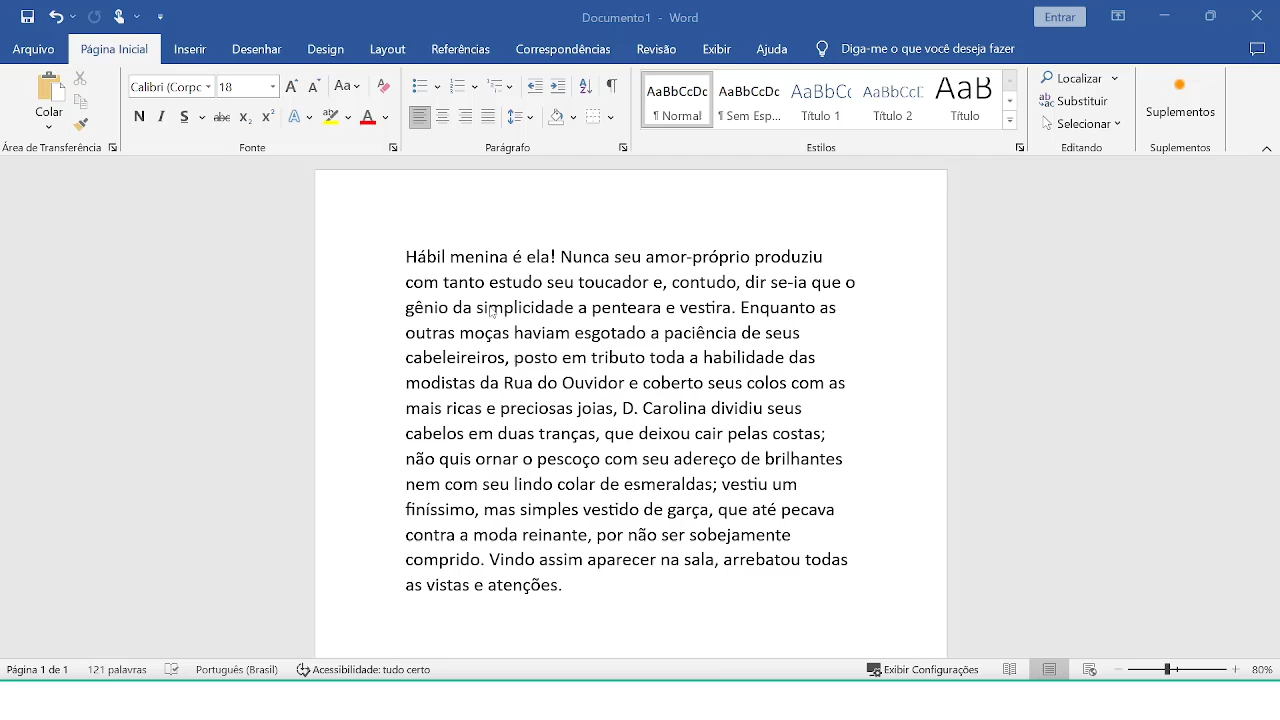 Documento1 - Word
Entrar
Arquivo Página Inicial Inserir Desenhar Design Layout Referências Correspondências Revisão Exibir Ajuda Diga-me o que você deseja fazer
Colar
Área de Transferência
Calibri (Corpc 18 Aa
N I S abc x₂ x² A A
Fonte
Parágrafo
AaBbCcDc AaBbCcDc AaBbCc AaBbCcD AaB
¶ Normal ¶ Sem Esp... Título 1 Título 2 Título
Estilos
Localizar
Substituir
Selecionar
Editando
Suplementos
Suplementos
Hábil menina é ela! Nunca seu amor-próprio produziu
com tanto estudo seu toucador e, contudo, dir se-ia que o
gênio da simplicidade a penteara e vestira. Enquanto as
outras moças haviam esgotado a paciência de seus
cabeleireiros, posto em tributo toda a habilidade das
modistas da Rua do Ouvidor e coberto seus colos com as
mais ricas e preciosas joias, D. Carolina dividiu seus
cabelos em duas tranças, que deixou cair pelas costas;
não quis ornar o pescoço com seu adereço de brilhantes
nem com seu lindo colar de esmeraldas; vestiu um
finíssimo, mas simples vestido de garça, que até pecava
contra a moda reinante, por não ser sobejamente
comprido. Vindo assim aparecer na sala, arrebatou todas
as vistas e atenções.
Página 1 de 1 121 palavras Português (Brasil) Acessibilidade: tudo certo Exibir Configurações 80%